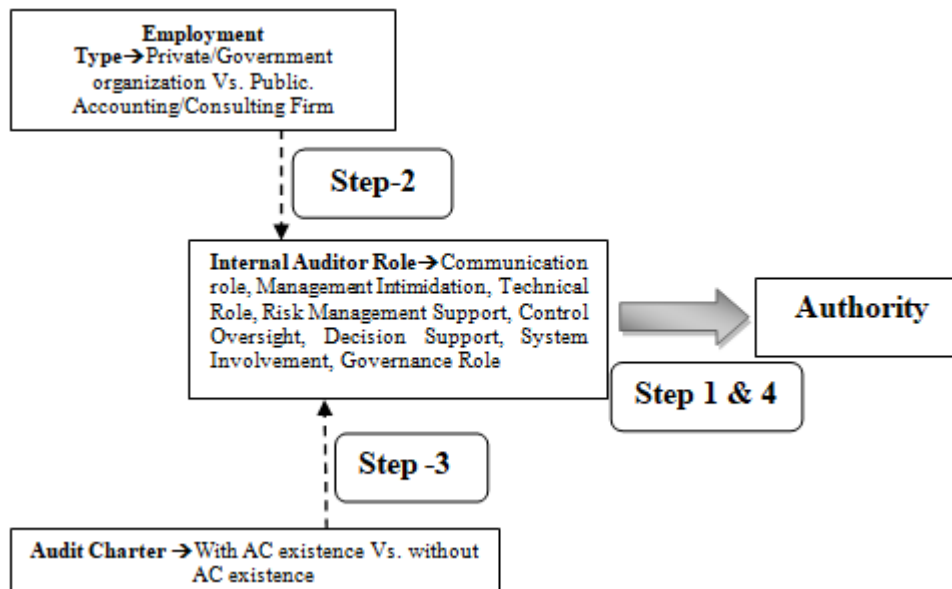 Employment
Type→Private/Government
organization Vs. Public.
Accounting/Consulting Firm
Step-2
Internal Auditor Role→Communication
role, Management Intimidation, Technical
Role, Risk Management Support, Control
Oversight, Decision Support, System
Involvement, Governance Role
Authority
Step 1 & 4
Step -3
Audit Charter →With AC existence Vs. without
AC existence